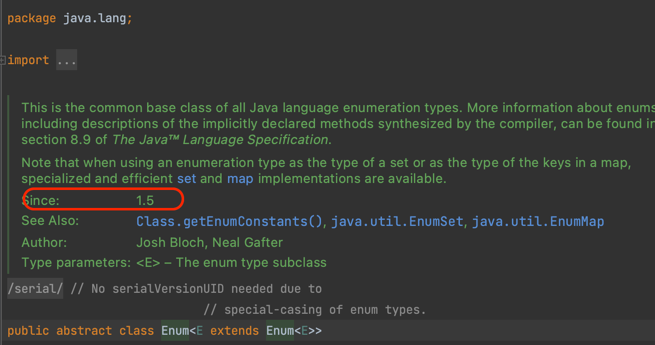 package java.lang;
import ...
This is the common base class of all Java language enumeration types. More information about enums
including descriptions of the implicitly declared methods synthesized by the compiler, can be found in
section 8.9 of The Java™ Language Specification.
Note that when using an enumeration type as the type of a set or as the type of the keys in a map,
specialized and efficient set and map implementations are available.
Since: 1.5
See Also: Class.getEnumConstants(), java.util.EnumSet, java.util.EnumMap
Author: Josh Bloch, Neal Gafter
Type parameters: <E> – The enum type subclass
/serial/ // No serialVersionUID needed due to
// special-casing of enum types.
public abstract class Enum<E extends Enum<E>>